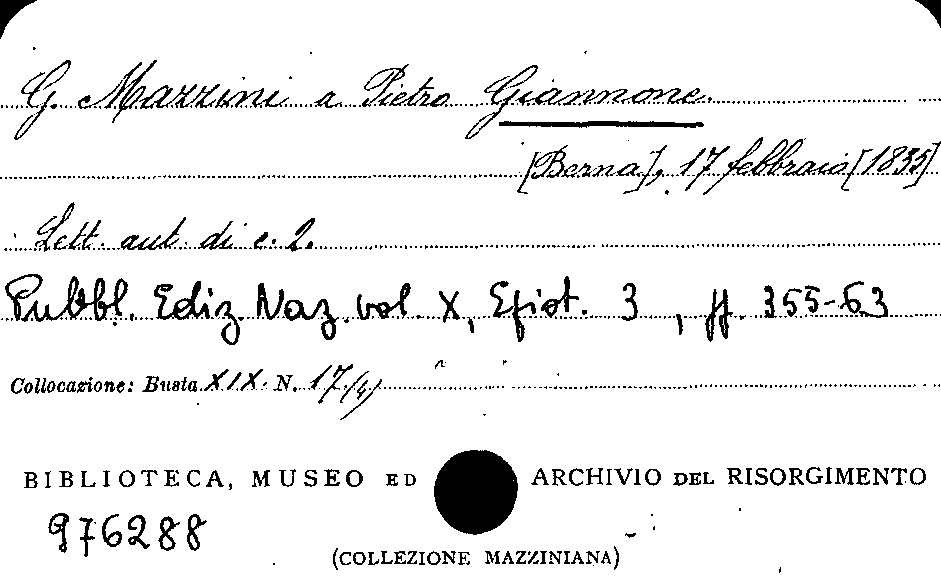 G. Mazzini a Pietro Giannone.
[Berna], 17 febbraio [1835]
Lett. aut. di c. 2.
Pubbl. Ediz. Naz. vol. X, Epist. 3, pp. 355-63
Collocazione: Busta XIX N. 17/4)
BIBLIOTECA, MUSEO ED ARCHIVIO DEL RISORGIMENTO
976288
(COLLEZIONE MAZZINIANA)